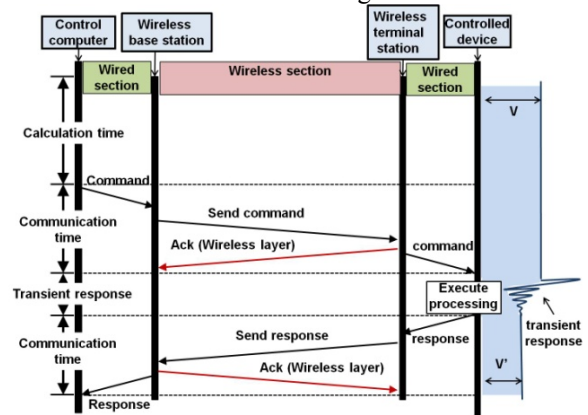 Control
computer
Wireless
base station
Wireless
terminal
station
Controlled
device
Wired
section
Wireless section
Wired
section
V
Calculation time
Command
Send command
Communication
time
Ack (Wireless layer)
command
Transient response
Execute
processing
transient
response
Send response
response
Communication
time
V'
Ack (Wireless layer)
Response